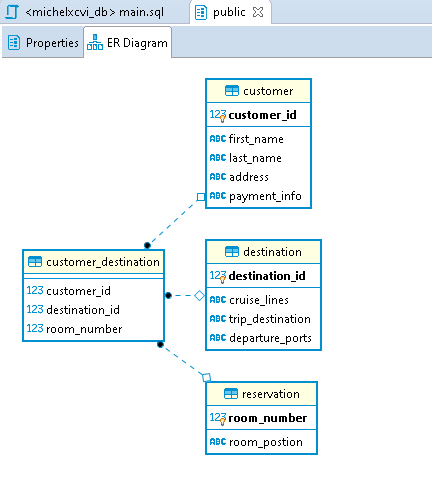 <michelxcvi_db> main.sql
public
Properties
ER Diagram
customer
123 customer_id
ABC first_name
ABC last_name
ABC address
ABC payment_info
customer_destination
123 customer_id
123 destination_id
123 room_number
destination
123 destination_id
ABC cruise_lines
ABC trip_destination
ABC departure_ports
reservation
123 room_number
ABC room_postion